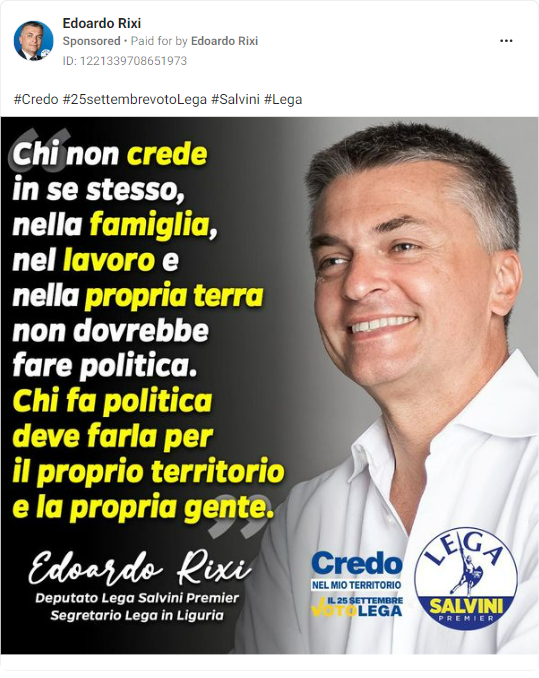 Edoardo Rixi
Sponsored • Paid for by Edoardo Rixi
ID: 1221339708651973
#Credo #25settembrevotoLega #Salvini #Lega
Chi non crede
in se stesso,
nella famiglia,
nel lavoro e
nella propria terra
non dovrebbe
fare politica.
Chi fa politica
deve farla per
il proprio territorio
e la propria gente.
Edoardo Rixi
Deputato Lega Salvini Premier
Segretario Lega in Liguria
Credo
NEL MIO TERRITORIO
IL 25 SETTEMBRE
VOTO LEGA
LEGA
SALVINI
PREMIER